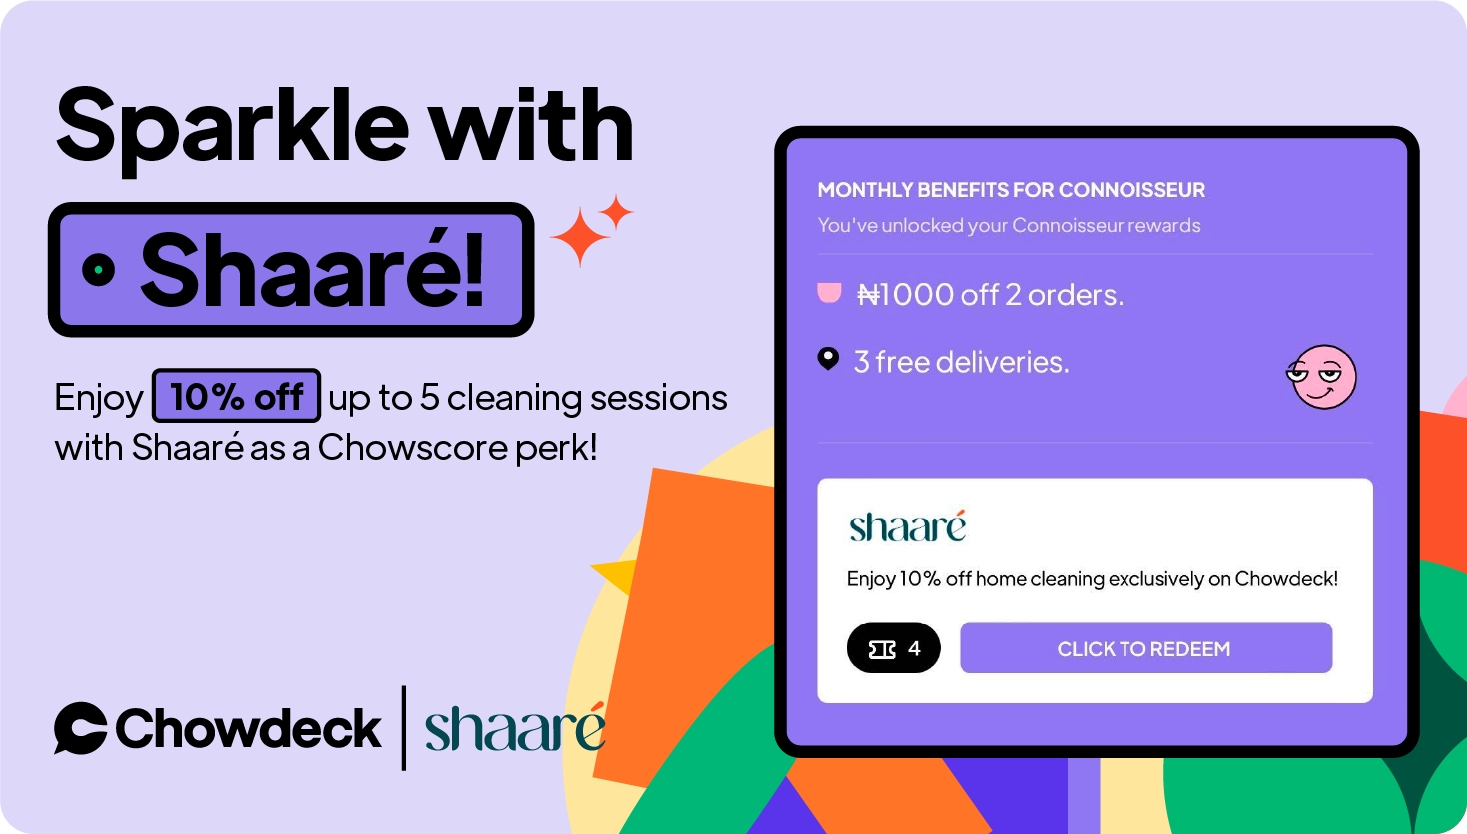 Sparkle with
Shaaré!
Enjoy 10% off up to 5 cleaning sessions
with Shaaré as a Chowscore perk!
Chowdeck | shaaré
MONTHLY BENEFITS FOR CONNOISSEUR
You've unlocked your Connoisseur rewards
₦1000 off 2 orders.
3 free deliveries.
shaaré
Enjoy 10% off home cleaning exclusively on Chowdeck!
4 CLICK TO REDEEM